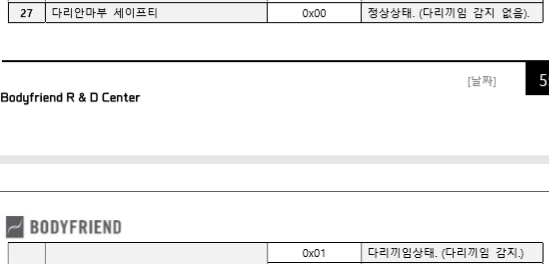 27 다리안마부 세이프티 0x00 정상상태. (다리끼임 감지 없음).
[날짜] 5
Bodyfriend R & D Center
BODYFRIEND
0x01 다리끼임상태. (다리끼임 감지.)